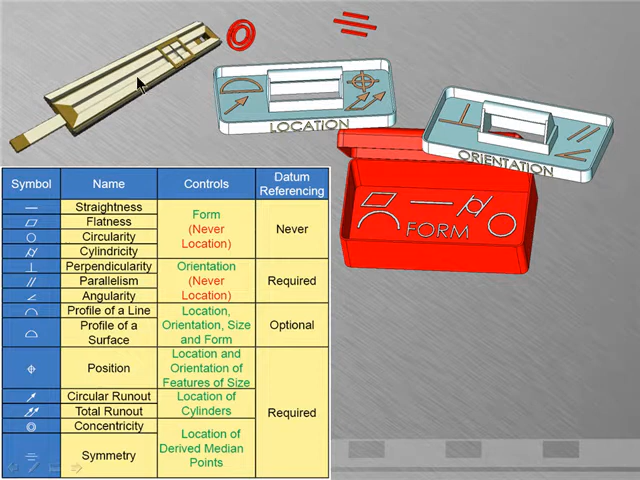 LOCATION
ORIENTATION
FORM
Symbol Name Controls Datum Referencing
Straightness
Flatness
Circularity
Cylindricity
Form
(Never
Location)
Never
Perpendicularity
Parallelism
Angularity
Orientation
(Never
Location)
Required
Profile of a Line
Profile of a
Surface
Location,
Orientation, Size
and Form
Optional
Position
Location and
Orientation of
Features of Size
Circular Runout
Total Runout
Location of
Cylinders
Concentricity
Symmetry
Location of
Derived Median
Points
Required